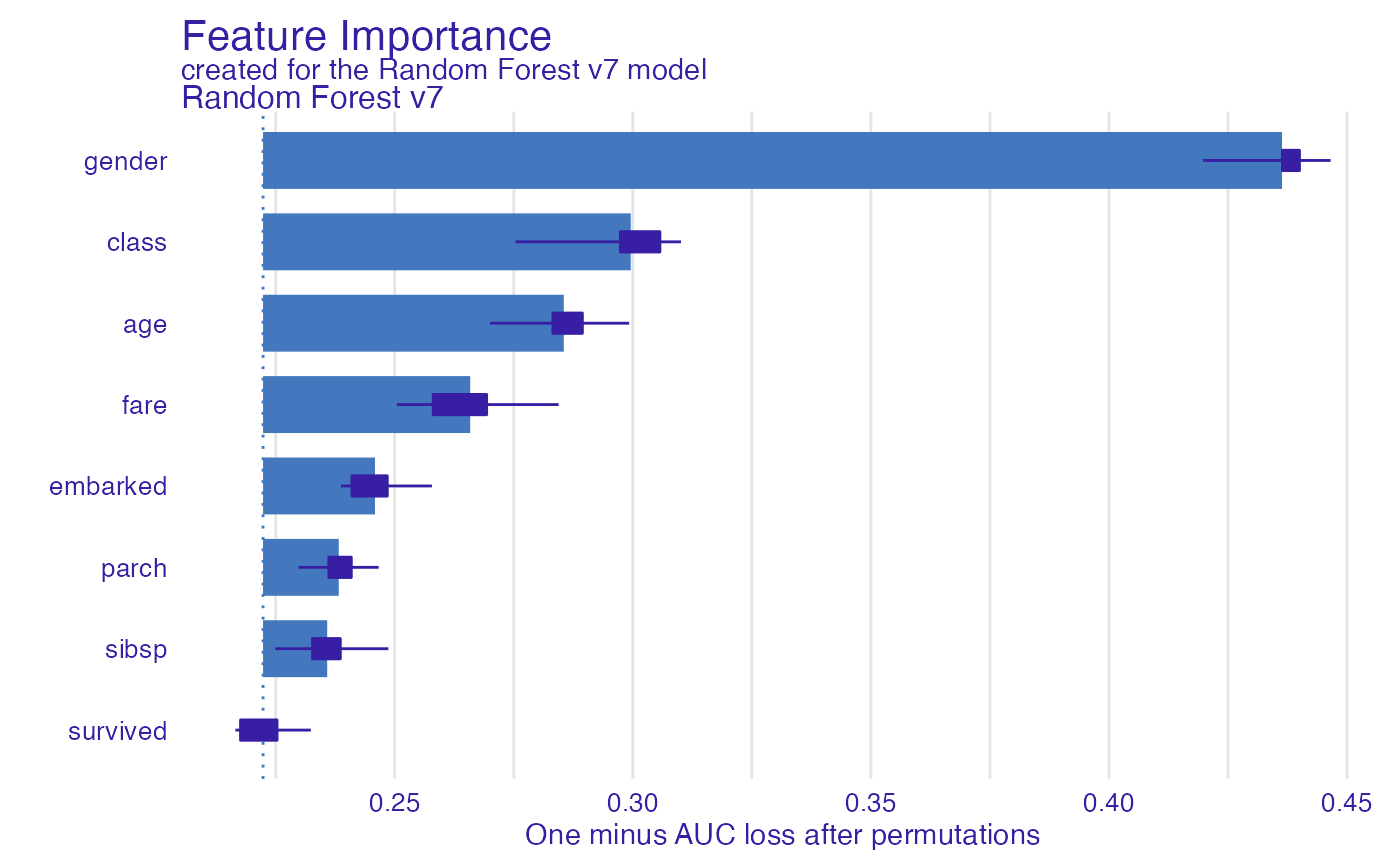 Feature Importance
created for the Random Forest v7 model
Random Forest v7
gender
class
age
fare
embarked
parch
sibsp
survived
0.25 0.30 0.35 0.40 0.45
One minus AUC loss after permutations